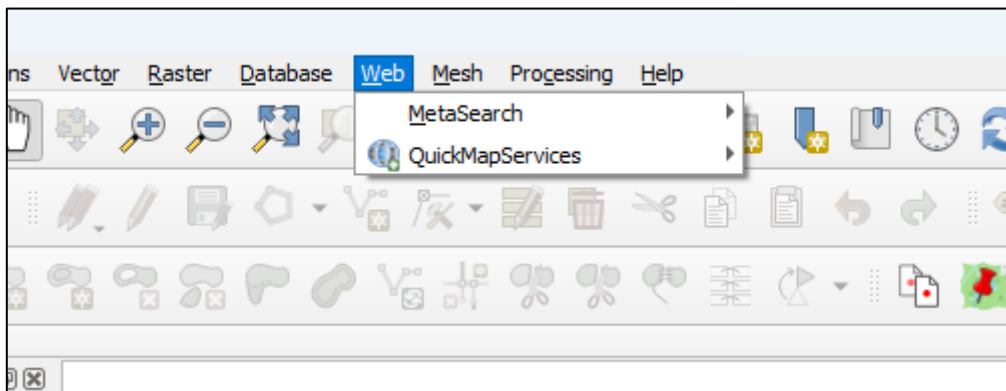 ns Vector Raster Database Web Mesh Processing Help
MetaSearch
QuickMapServices